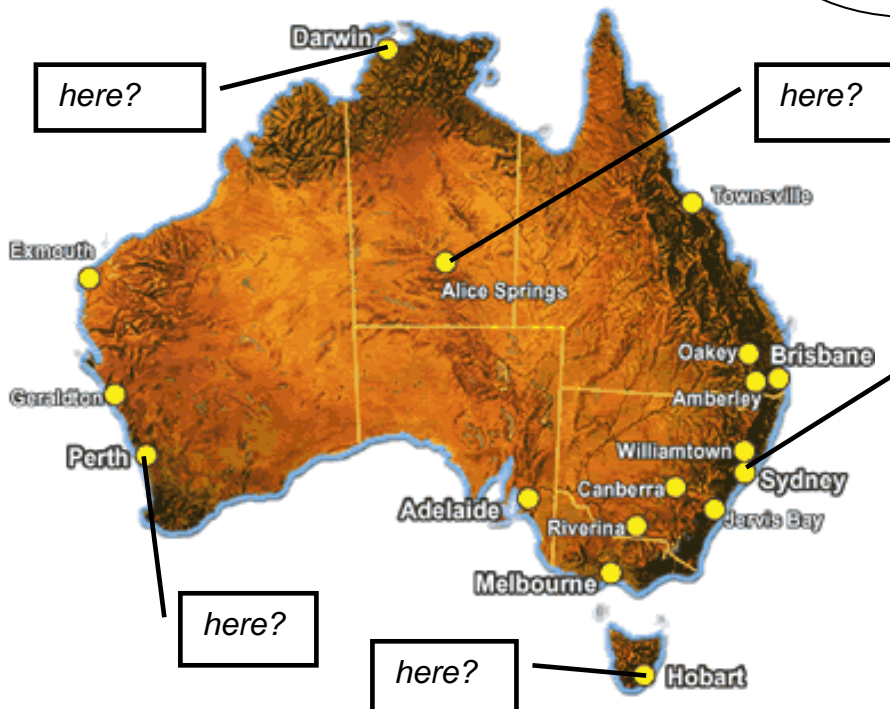 Darwin
here?
here?
Townsville
Exmouth
Alice Springs
Oakey
Brisbane
Geraldton
Amberley
Perth
Williamtown
Sydney
Canberra
Adelaide
Jervis Bay
Riverina
Melbourne
here?
here?
Hobart